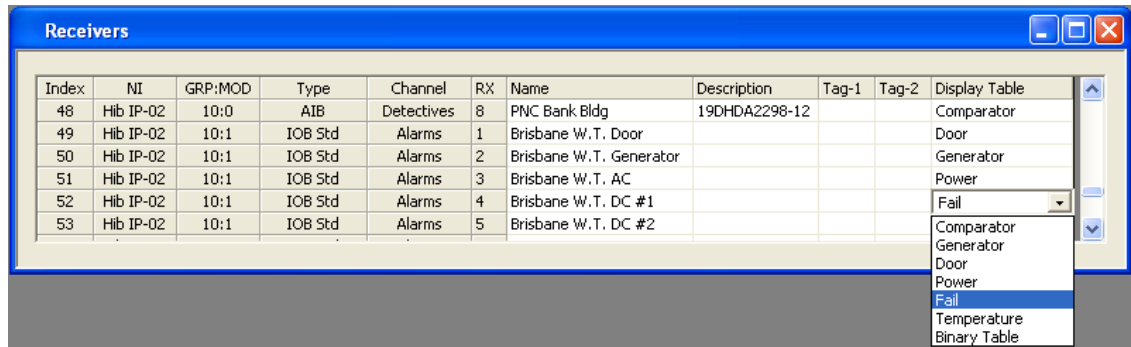 Receivers
Index NI GRP:MOD Type Channel RX Name Description Tag-1 Tag-2 Display Table
48 Hib IP-02 10:0 AIB Detectives 8 PNC Bank Bldg 19DHDA2298-12 Comparator
49 Hib IP-02 10:1 IOB Std Alarms 1 Brisbane W.T. Door Door
50 Hib IP-02 10:1 IOB Std Alarms 2 Brisbane W.T. Generator Generator
51 Hib IP-02 10:1 IOB Std Alarms 3 Brisbane W.T. AC Power
52 Hib IP-02 10:1 IOB Std Alarms 4 Brisbane W.T. DC #1 Fail
53 Hib IP-02 10:1 IOB Std Alarms 5 Brisbane W.T. DC #2
Comparator
Generator
Door
Power
Fail
Temperature
Binary Table